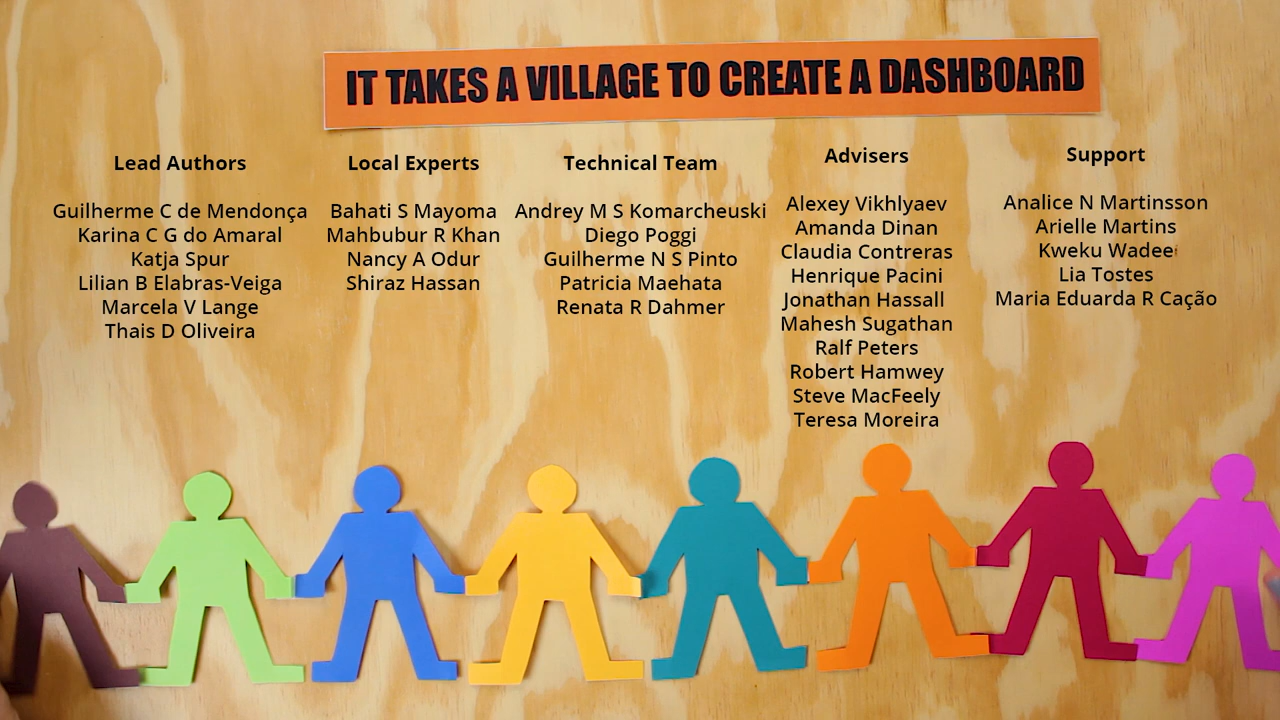 IT TAKES A VILLAGE TO CREATE A DASHBOARD
Lead Authors
Guilherme C de Mendonça
Karina C G do Amaral
Katja Spur
Lilian B Elabras-Veiga
Marcela V Lange
Thais D Oliveira
Local Experts
Bahati S Mayoma
Mahbubur R Khan
Nancy A Odur
Shiraz Hassan
Technical Team
Andrey M S Komarcheuski
Diego Poggi
Guilherme N S Pinto
Patricia Maehata
Renata R Dahmer
Advisers
Alexey Vikhlyaev
Amanda Dinan
Claudia Contreras
Henrique Pacini
Jonathan Hassall
Mahesh Sugathan
Ralf Peters
Robert Hamwey
Steve MacFeely
Teresa Moreira
Support
Analice N Martinsson
Arielle Martins
Kweku Wadee
Lia Tostes
Maria Eduarda R Cação